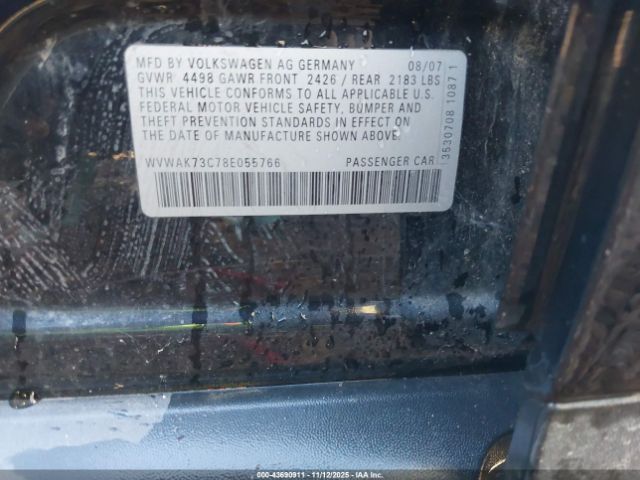 MFD BY VOLKSWAGEN AG GERMANY 08/07
GVWR 4498 GAWR FRONT 2426 / REAR 2183 LBS
THIS VEHICLE CONFORMS TO ALL APPLICABLE U.S.
FEDERAL MOTOR VEHICLE SAFETY, BUMPER AND
THEFT PREVENTION STANDARDS IN EFFECT ON
THE DATE OF MANUFACTURE SHOWN ABOVE.
WVWAK73C78E055766 PASSENGER CAR
3530708 1087 1
000-43690911 - 11/12/2025 - IAA, Inc.